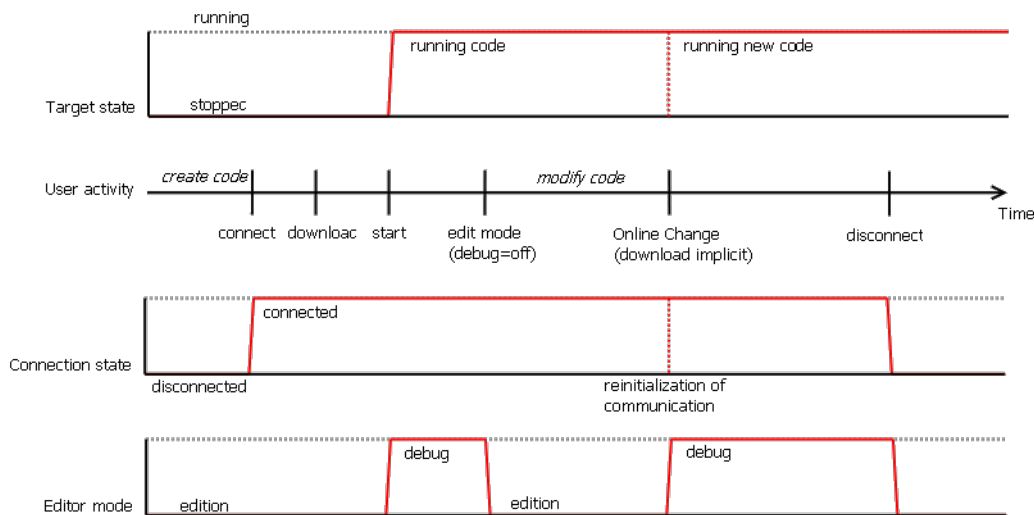 running
running code
running new code
stoppec
Target state
create code
modify code
User activity
Time
connect
downloac
start
edit mode
(debug=off)
Online Change
(download implicit)
disconnect
connected
Connection state
disconnected
reinitialization of
communication
debug
debug
Editor mode
edition
edition